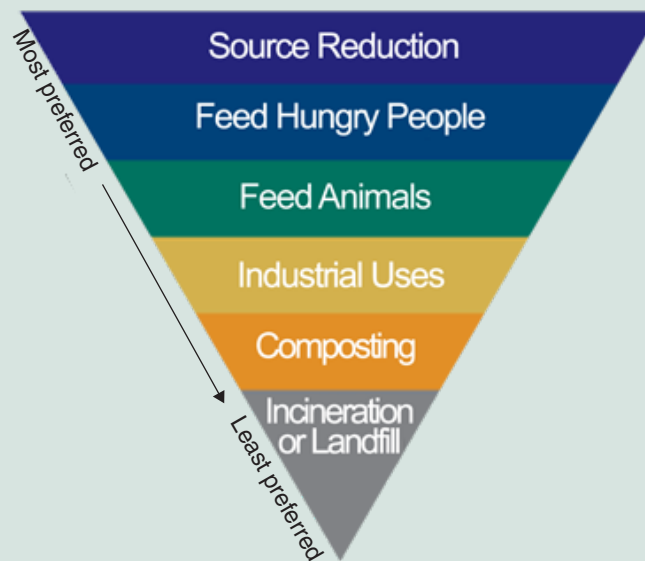 Most preferred
Source Reduction
Feed Hungry People
Feed Animals
Industrial Uses
Composting
Incineration
or Landfill
Least preferred